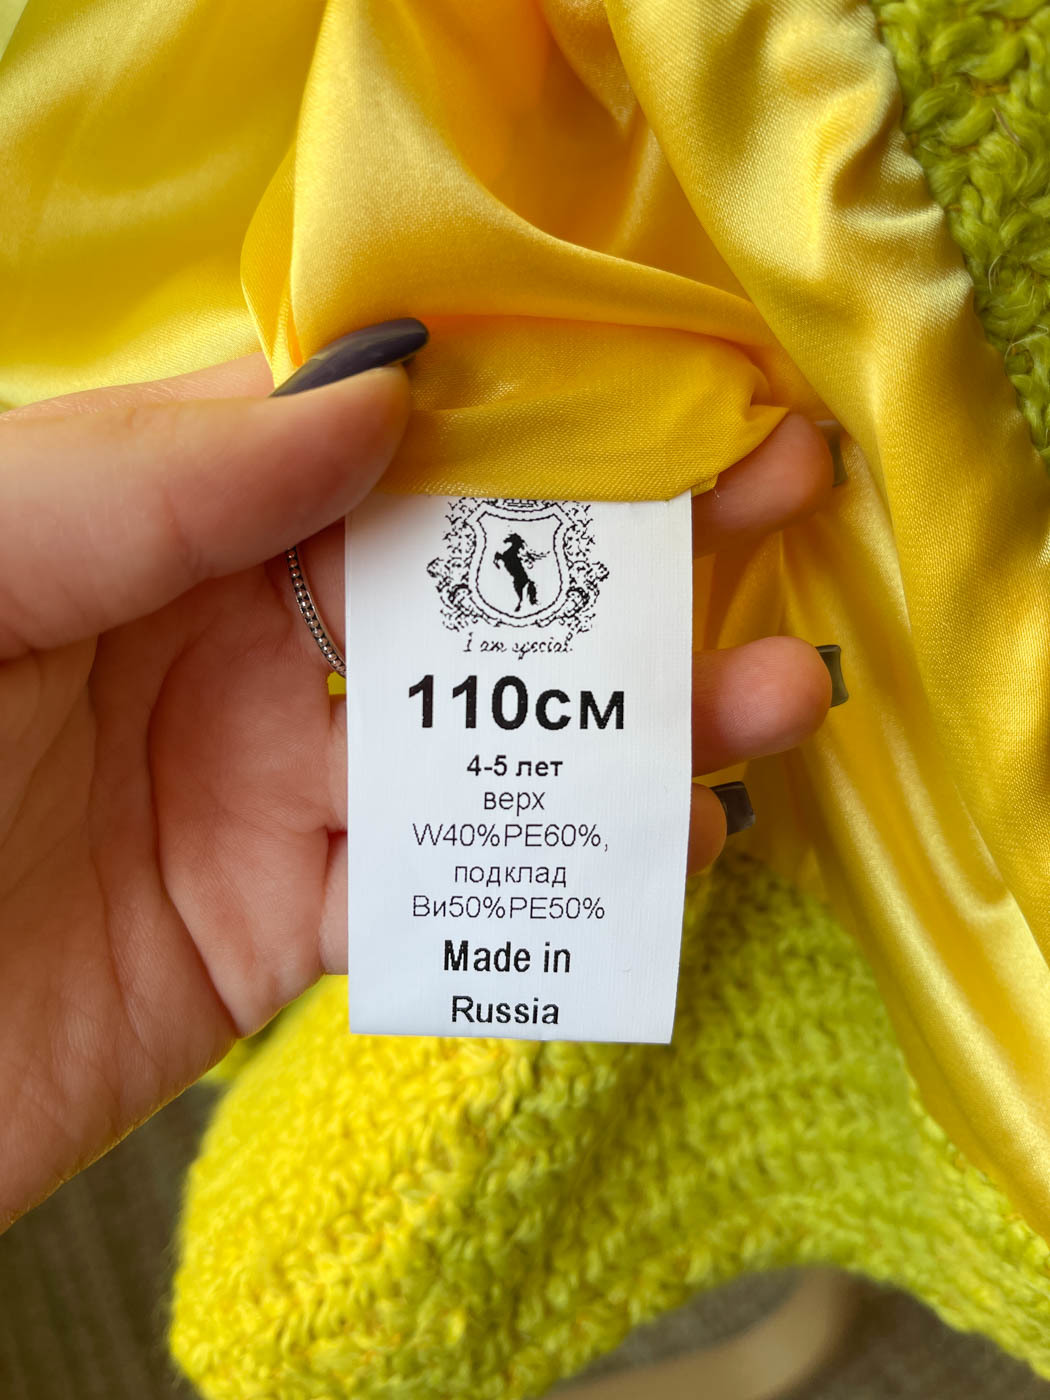 I am special.
110см
4-5 лет
верх
W40%PE60%,
подклад
Ви50%PE50%
Made in
Russia